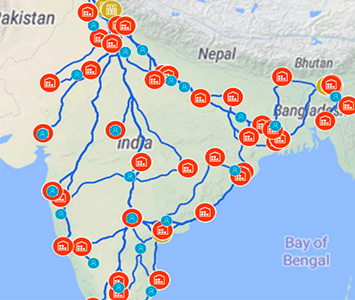 Pakistan
Nepal
Bhutan
Bangladesh
India
Bay of
Bengal